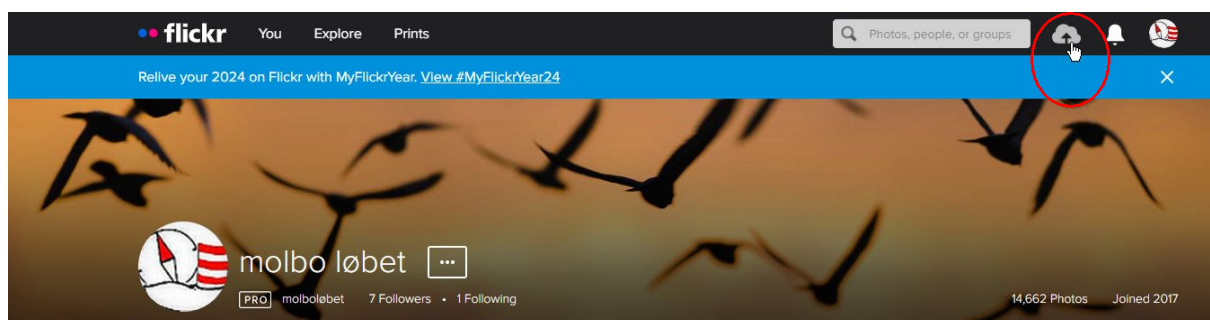 flickr You Explore Prints Photos, people, or groups
Relive your 2024 on Flickr with MyFlickrYear. View #MyFlickrYear24
molbo løbet
PRO molboløbet 7 Followers • 1 Following 14,662 Photos Joined 2017